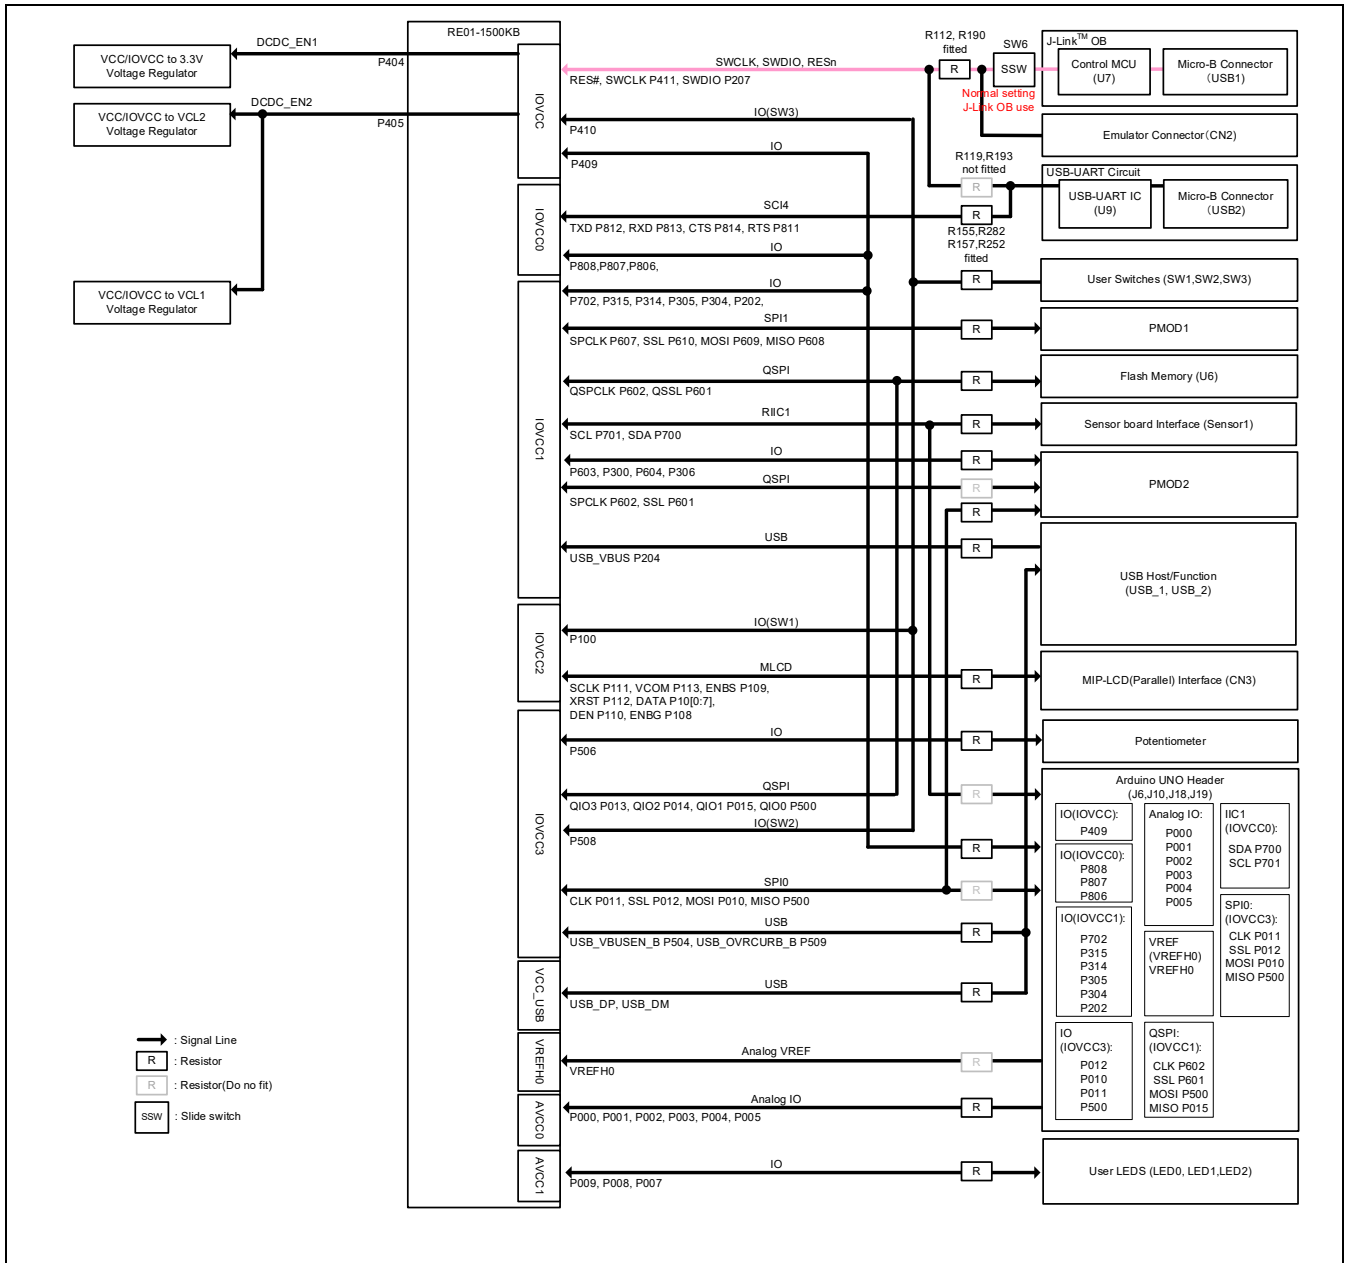 RE01-1500KB
VCC/IOVCC to 3.3V
Voltage Regulator
DCDC_EN1
P404
VCC/IOVCC to VCL2
Voltage Regulator
DCDC_EN2
P405
VCC/IOVCC to VCL1
Voltage Regulator
IOVCC
IOVCC0
IOVCC1
IOVCC2
IOVCC3
VCC_USB
VREFH0
AVCC0
AVCC1
SWCLK, SWDIO, RESn
RES#, SWCLK P411, SWDIO P207
R112, R190
fitted
R
SW6
SSW
Normal setting
J-Link OB use
J-Link™ OB
Control MCU
(U7)
Micro-B Connector
(USB1)
IO(SW3)
P410
Emulator Connector(CN2)
IO
P409
R119,R193
not fitted
R
USB-UART Circuit
USB-UART IC
(U9)
Micro-B Connector
(USB2)
SCI4
TXD P812, RXD P813, CTS P814, RTS P811
R
R155,R282
R157,R252
fitted
IO
P808,P807,P806,
R
User Switches (SW1,SW2,SW3)
IO
P702, P315, P314, P305, P304, P202,
SPI1
SPCLK P607, SSL P610, MOSI P609, MISO P608
R
PMOD1
QSPI
QSPCLK P602, QSSL P601
R
Flash Memory (U6)
RIIC1
SCL P701, SDA P700
R
Sensor board Interface (Sensor1)
IO
P603, P300, P604, P306
R
QSPI
SPCLK P602, SSL P601
R
R
PMOD2
USB
USB_VBUS P204
R
USB Host/Function
(USB_1, USB_2)
IO(SW1)
P100
MLCD
SCLK P111, VCOM P113, ENBS P109,
XRST P112, DATA P10[0:7],
DEN P110, ENBG P108
R
MIP-LCD(Parallel) Interface (CN3)
IO
P506
R
Potentiometer
QSPI
QIO3 P013, QIO2 P014, QIO1 P015, QIO0 P500
R
IO(SW2)
P508
R
SPI0
CLK P011, SSL P012, MOSI P010, MISO P500
R
USB
USB_VBUSEN_B P504, USB_OVRCURB_B P509
R
USB
USB_DP, USB_DM
R
Analog VREF
VREFH0
R
Analog IO
P000, P001, P002, P003, P004, P005
R
IO
P009, P008, P007
R
User LEDS (LED0, LED1,LED2)
Arduino UNO Header
(J6,J10,J18,J19)
IO(IOVCC):
P409
IO(IOVCC0):
P808
P807
P806
IO(IOVCC1):
P702
P315
P314
P305
P304
P202
IO
(IOVCC3):
P012
P010
P011
P500
Analog IO:
P000
P001
P002
P003
P004
P005
VREF
(VREFH0)
VREFH0
QSPI:
(IOVCC1):
CLK P602
SSL P601
MOSI P500
MISO P015
IIC1
(IOVCC0):
SDA P700
SCL P701
SPI0:
(IOVCC3):
CLK P011
SSL P012
MOSI P010
MISO P500
: Signal Line
R : Resistor
R : Resistor(Do no fit)
SSW : Slide switch